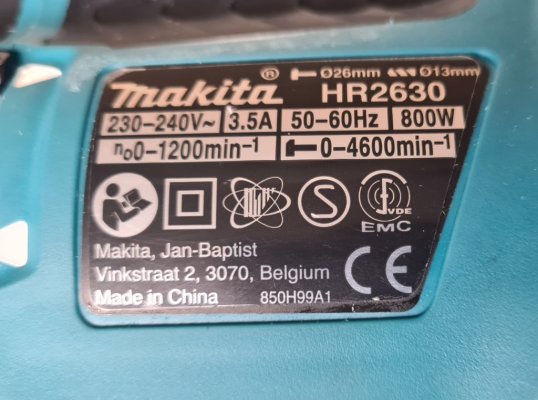 makita® Ø26mm Ø13mm
HR2630
230-240V~ 3.5A 50-60Hz 800W
n₀0-1200min⁻¹ 0-4600min⁻¹
S VDE
EMC
Makita, Jan-Baptist
Vinkstraat 2, 3070, Belgium CE
Made in China 850H99A1